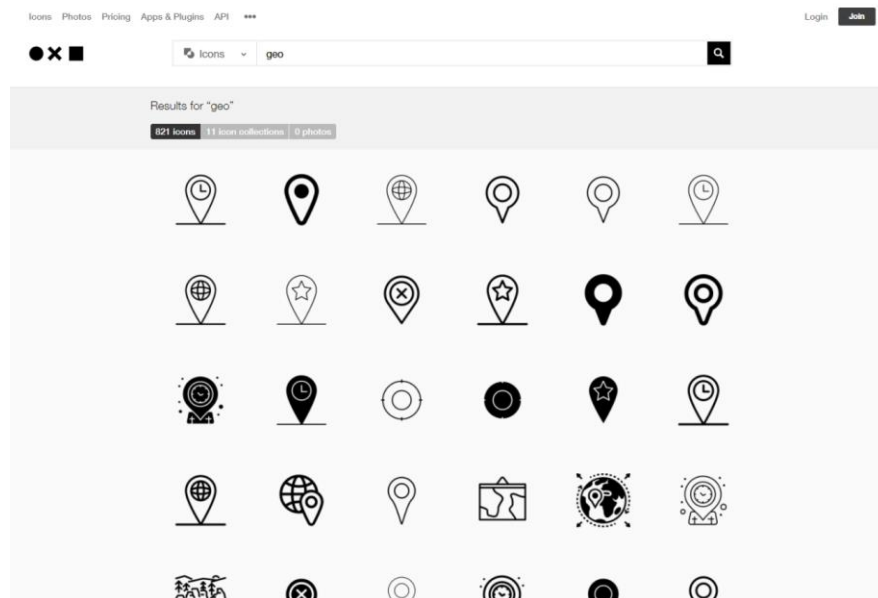 Icons Photos Pricing Apps & Plugins API ••• Login Join
Icons geo
Results for “geo”
821 icons 11 icon collections 0 photos